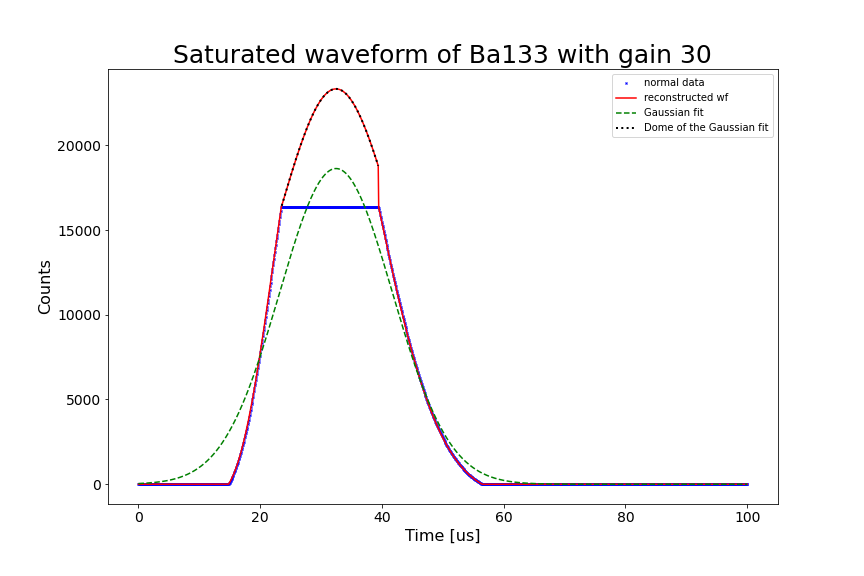 Saturated waveform of Ba133 with gain 30
normal data
reconstructed wf
Gaussian fit
Dome of the Gaussian fit
20000
15000
10000
5000
0
Counts
0 20 40 60 80 100
Time [us]